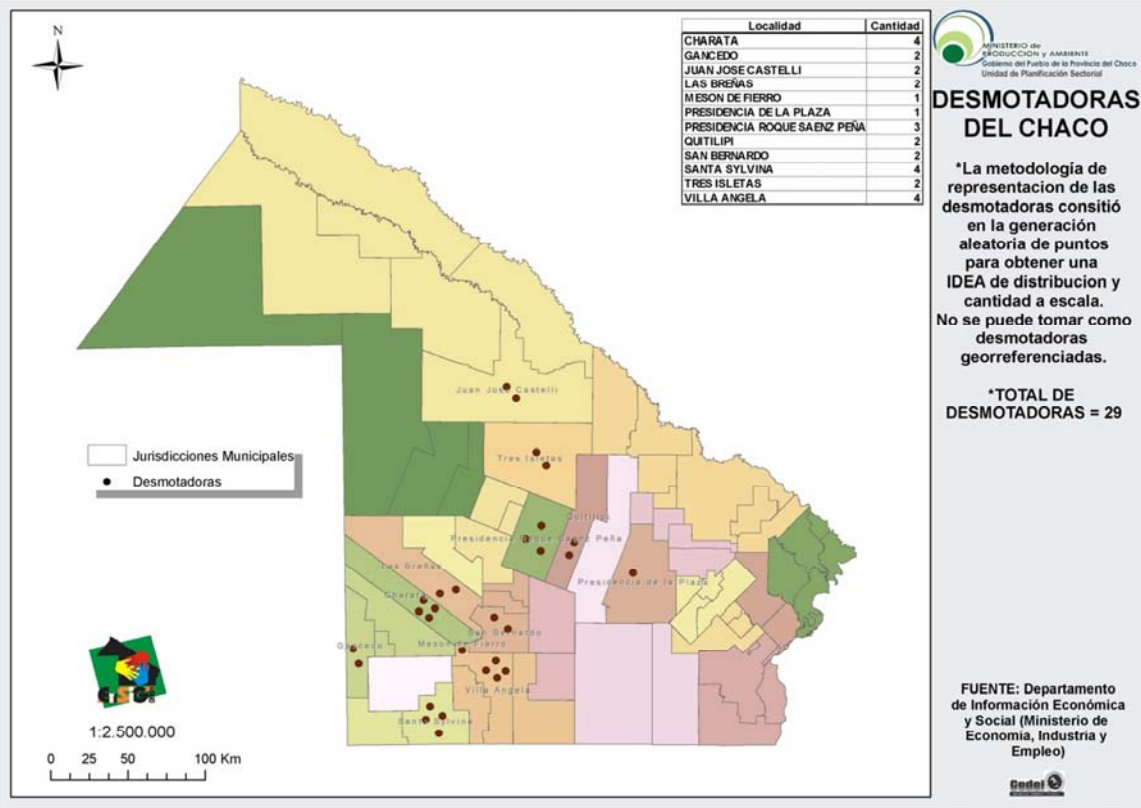 N
Localidad Cantidad
CHARATA 4
GANCEDO 2
JUAN JOSE CASTELLI 2
LAS BREÑAS 2
MESON DE FIERRO 1
PRESIDENCIA DE LA PLAZA 1
PRESIDENCIA ROQUE SAENZ PEÑA 3
QUITILIPI 2
SAN BERNARDO 2
SANTA SYLVINA 4
TRES ISLETAS 2
VILLA ANGELA 4
MINISTERIO de
PRODUCCION y AMBIENTE
Gobierno del Pueblo de la Provincia del Chaco
Unidad de Planificación Sectorial
DESMOTADORAS
DEL CHACO
*La metodología de
representacion de las
desmotadoras consitió
en la generación
aleatoria de puntos
para obtener una
IDEA de distribucion y
cantidad a escala.
No se puede tomar como
desmotadoras
georreferenciadas.
*TOTAL DE
DESMOTADORAS = 29
Juan José Castelli
Tres Isletas
Quitilipi
Presidencia Roque Saenz Peña
Las Breñas
Presidencia de la Plaza
Charata
San Bernardo
Meson de Fierro
Gancedo
Villa Angela
Santa Sylvina
Jurisdicciones Municipales
Desmotadoras
1:2.500.000
0 25 50 100 Km
FUENTE: Departamento
de Información Económica
y Social (Ministerio de
Economia, Industria y
Empleo)
Cedei